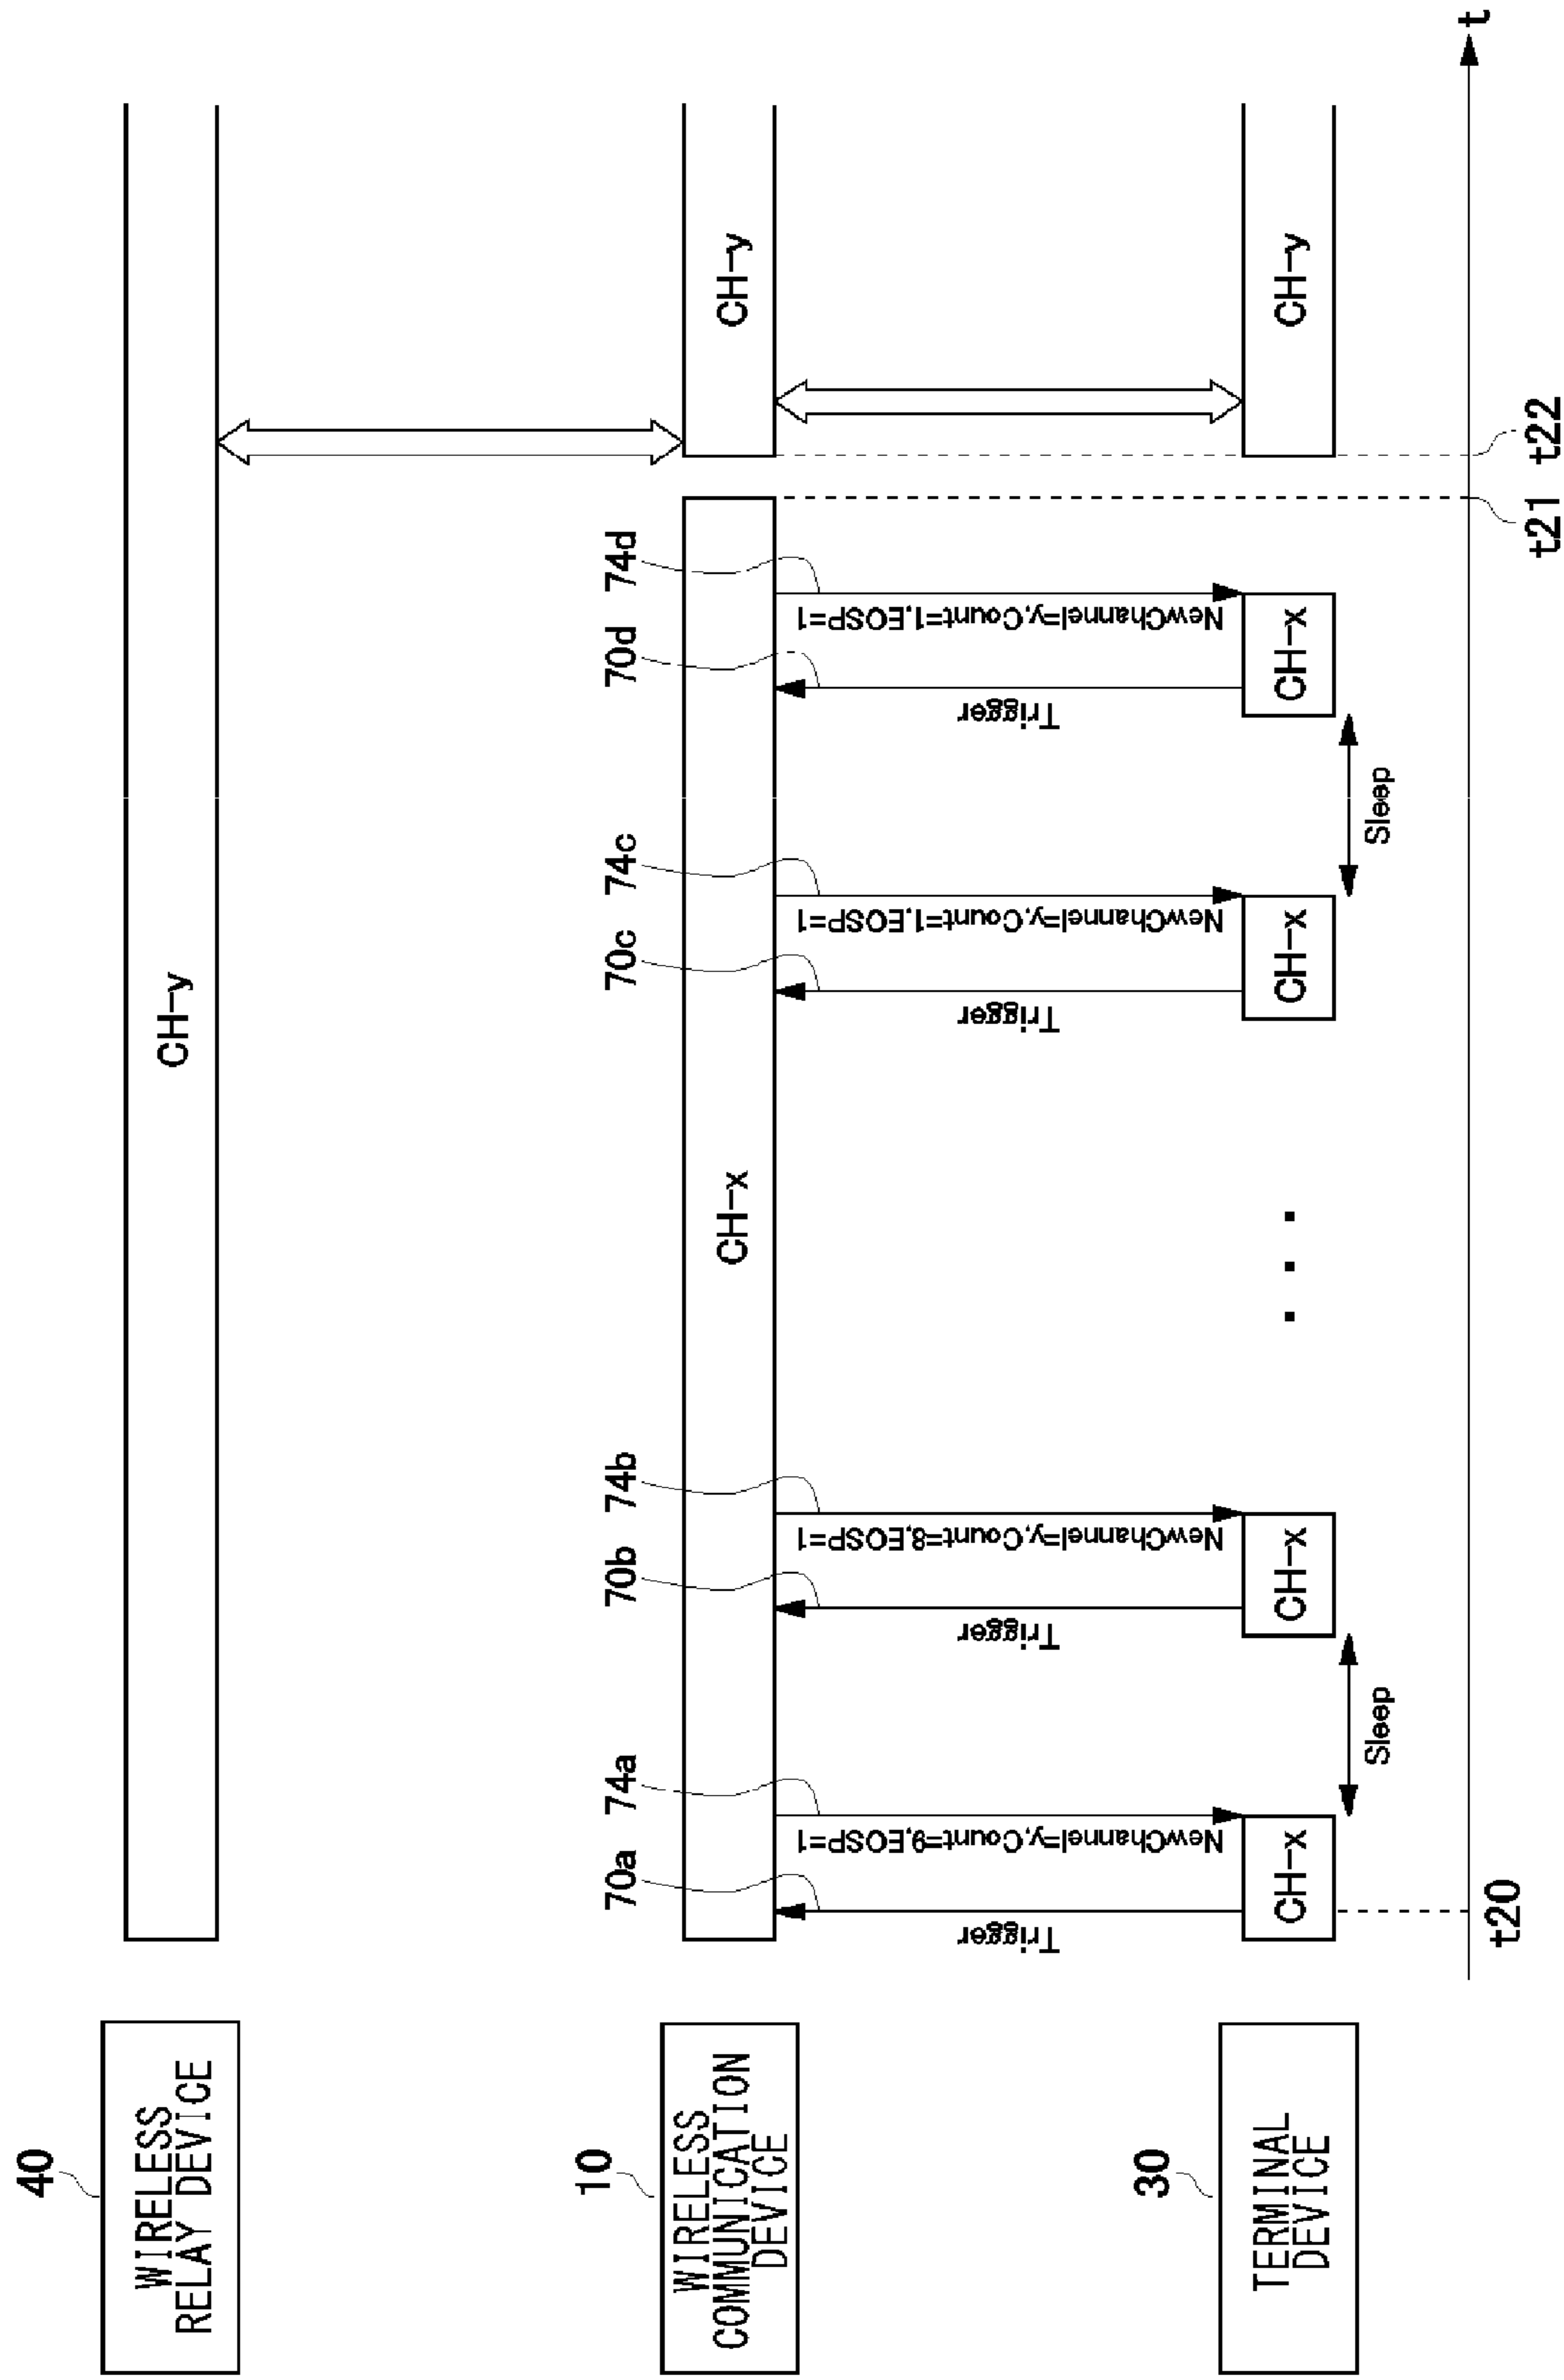 40
WIRELESS
RELAY DEVICE
CH-y
10
WIRELESS
COMMUNICATION
DEVICE
70a
74a
70b
74b
70c
74c
70d
74d
CH-x
CH-y
Trigger
NewChannel=y,Count=9,EOSP=1
Trigger
NewChannel=y,Count=8,EOSP=1
Trigger
NewChannel=y,Count=1,EOSP=1
Trigger
NewChannel=y,Count=1,EOSP=1
30
TERMINAL
DEVICE
CH-x
CH-x
CH-x
CH-x
CH-y
Sleep
Sleep
t20
t21
t22
t